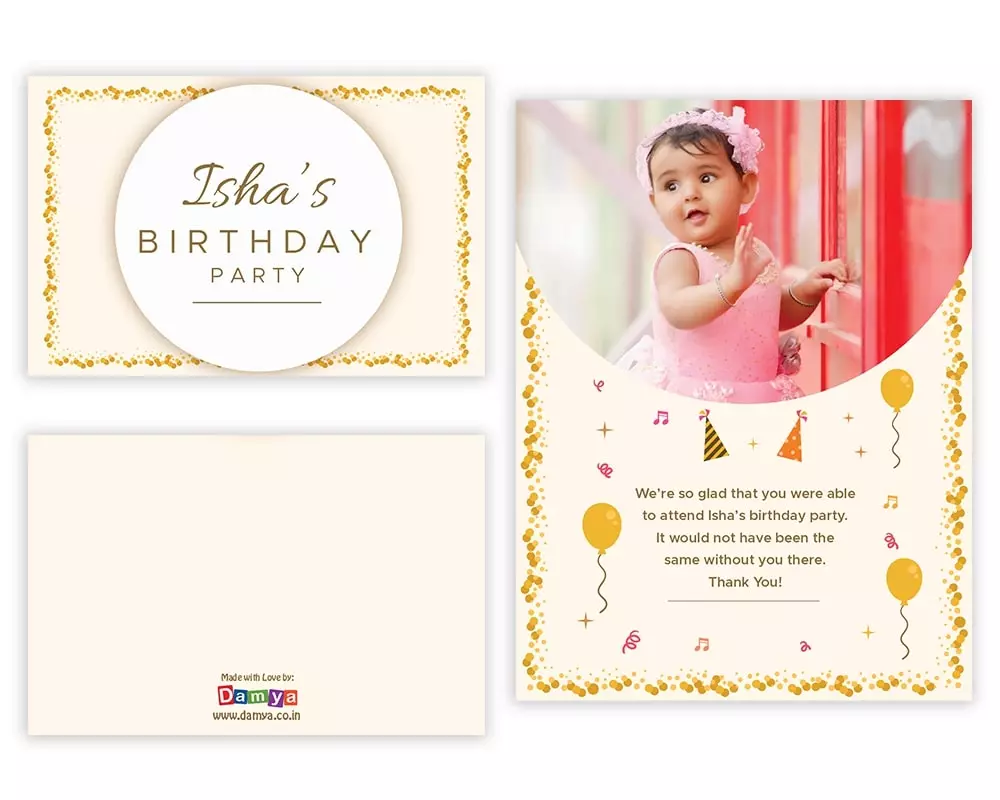 Isha's
BIRTHDAY
PARTY
We're so glad that you were able
to attend Isha's birthday party.
It would not have been the
same without you there.
Thank You!
Made with Love by:
Damya
www.damya.co.in